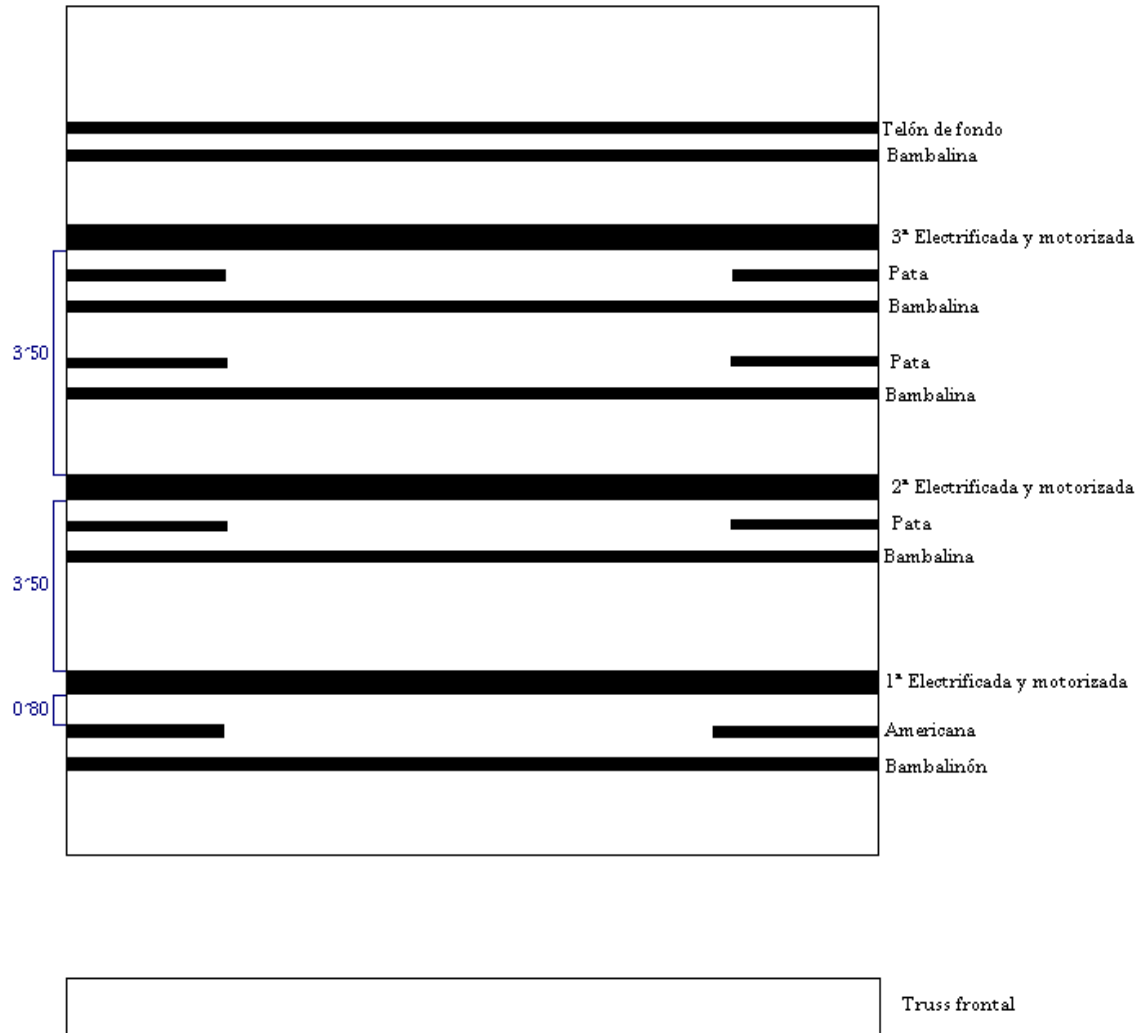 Telón de fondo
Bambalina
3ª Electrificada y motorizada
Pata
Bambalina
3´50
Pata
Bambalina
2ª Electrificada y motorizada
Pata
Bambalina
3´50
1ª Electrificada y motorizada
0´80
Americana
Bambalinón
Truss frontal